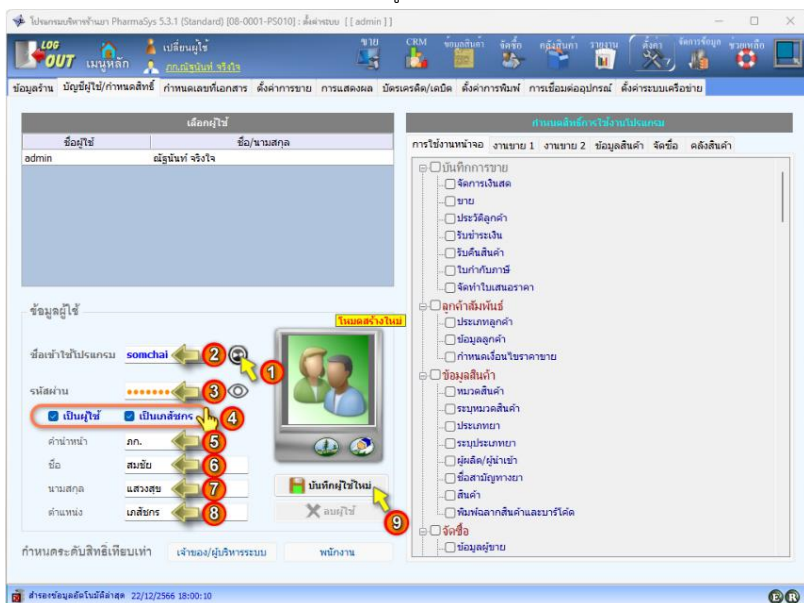 โปรแกรมบริหารร้านยา PharmaSys 5.3.1 (Standard) [08-0001-PS010] : ตั้งค่าระบบ [ [ admin ] ]
LOG OUT
เมนูหลัก
เปลี่ยนผู้ใช้
ภก.ณัฐนันท์ จริงใจ
ขาย
CRM
ข้อมูลสินค้า
จัดซื้อ
คลังสินค้า
รายงาน
ตั้งค่า
จัดการข้อมูล
ช่วยเหลือ
ข้อมูลร้าน บัญชีผู้ใช้/กำหนดสิทธิ์ กำหนดเลขที่เอกสาร ตั้งค่าการขาย การแสดงผล บัตรเครดิต/เดบิต ตั้งค่าการพิมพ์ การเชื่อมต่ออุปกรณ์ ตั้งค่าระบบเครือข่าย
เลือกผู้ใช้
ชื่อผู้ใช้ ชื่อ/นามสกุล
admin ณัฐนันท์ จริงใจ
ข้อมูลผู้ใช้
โหมดสร้างใหม่
ชื่อเข้าใช้โปรแกรม somchai 2
1
รหัสผ่าน 3
เป็นผู้ใช้ เป็นเภสัชกร 4
คำนำหน้า ภก. 5
ชื่อ สมชัย 6
นามสกุล แสวงสุข 7
ตำแหน่ง เภสัชกร 8
บันทึกผู้ใช้ใหม่
9
ลบผู้ใช้
กำหนดระดับสิทธิ์เทียบเท่า เจ้าของ/ผู้บริหารระบบ พนักงาน
กำหนดสิทธิ์การใช้งานโปรแกรม
การใช้งานหน้าจอ งานขาย 1 งานขาย 2 ข้อมูลสินค้า จัดซื้อ คลังสินค้า
บันทึกการขาย
จัดการเงินสด
ขาย
ประวัติลูกค้า
รับชำระเงิน
รับคืนสินค้า
ใบกำกับภาษี
จัดทำใบเสนอราคา
ลูกค้าสัมพันธ์
ประเภทลูกค้า
ข้อมูลลูกค้า
กำหนดเงื่อนไขราคาขาย
ข้อมูลสินค้า
หมวดสินค้า
ระบุหมวดสินค้า
ประเภทยา
ระบุประเภทยา
ผู้ผลิต/ผู้นำเข้า
ชื่อสามัญทางยา
สินค้า
พิมพ์ฉลากสินค้าและบาร์โค้ด
จัดซื้อ
ข้อมูลผู้ขาย
สำรองข้อมูลอัตโนมัติล่าสุด 22/12/2566 18:00:10
E R